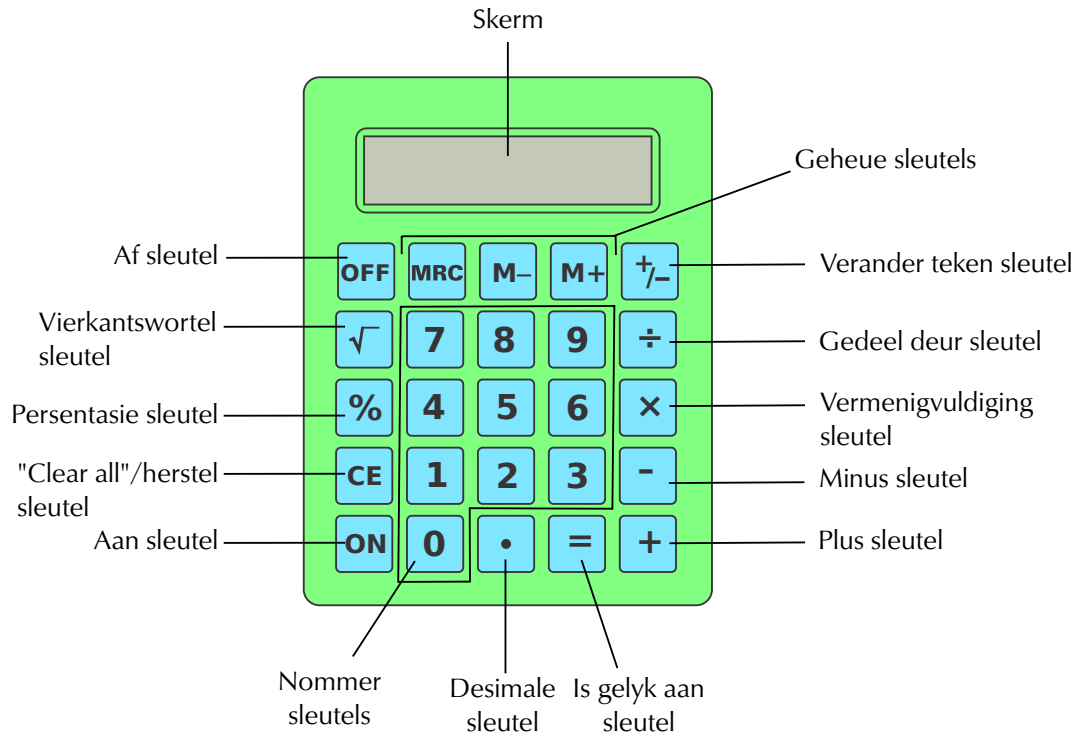 Skerm
Geheue sleutels
Af sleutel
OFF
MRC
M–
M+
+/–
Verander teken sleutel
Vierkantswortel
sleutel
√
7
8
9
÷
Gedeel deur sleutel
Persentasie sleutel
%
4
5
6
×
Vermenigvuldiging
sleutel
"Clear all"/herstel
sleutel
CE
1
2
3
–
Minus sleutel
Aan sleutel
ON
0
•
=
+
Plus sleutel
Nommer
sleutels
Desimale
sleutel
Is gelyk aan
sleutel